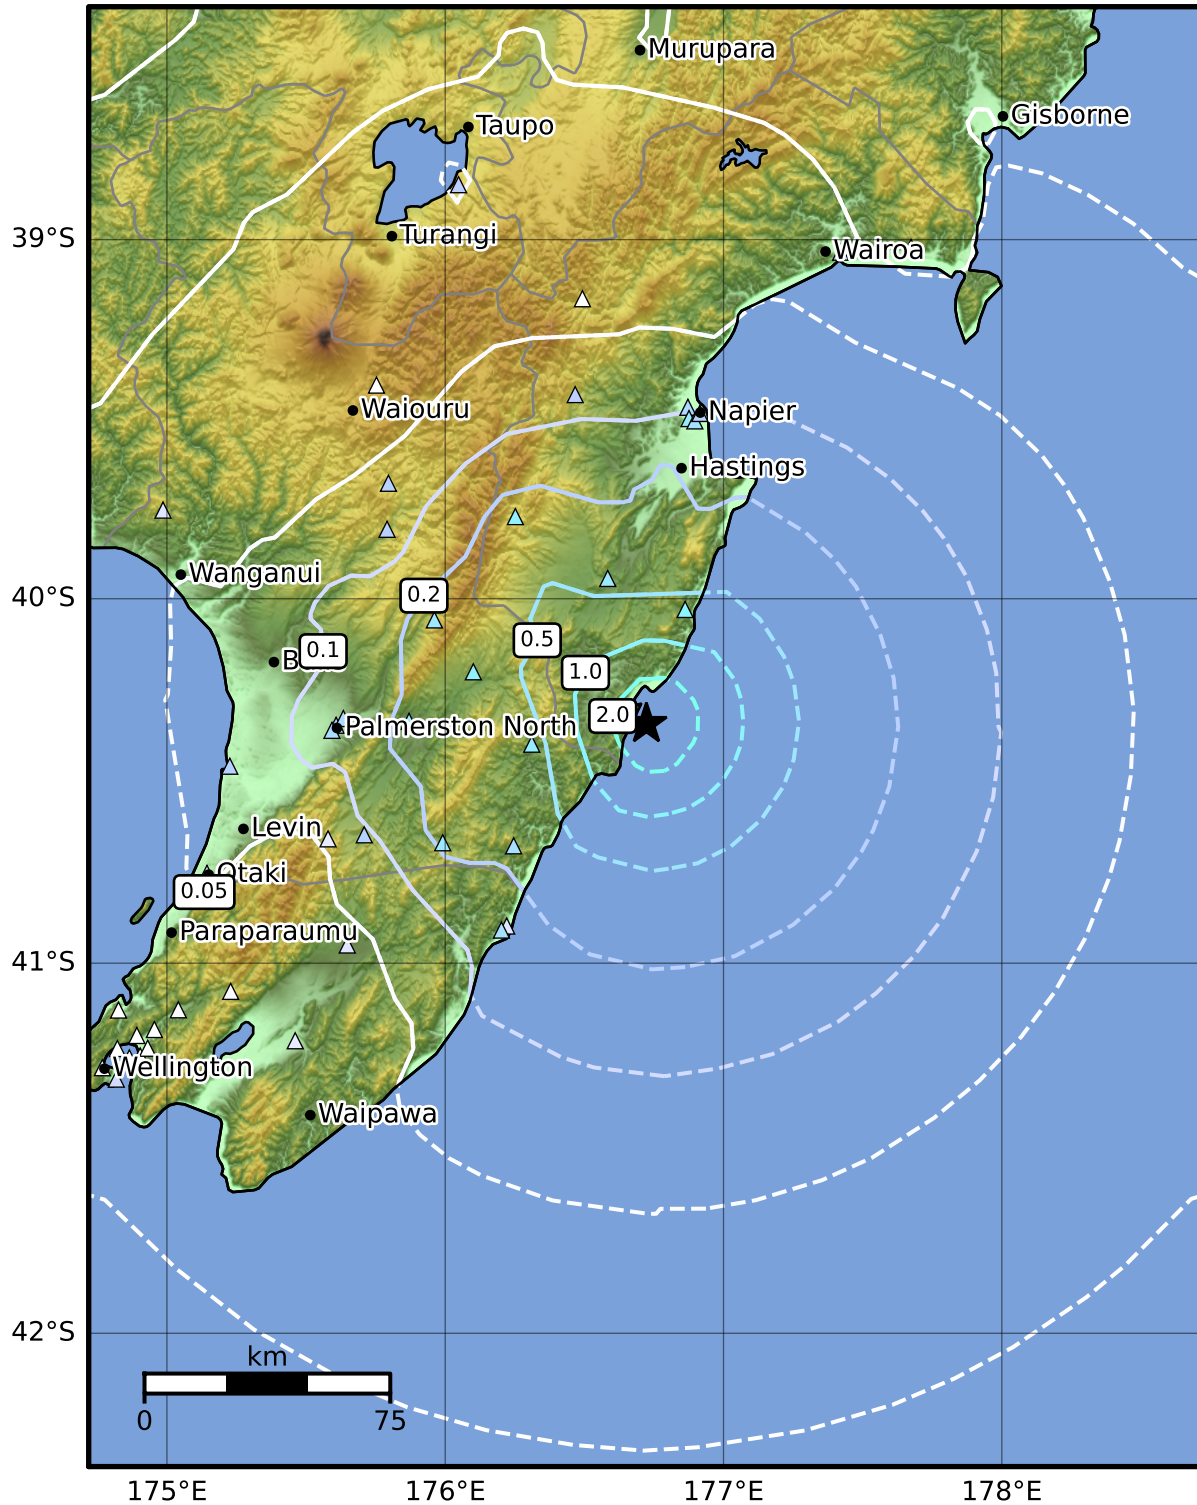 Murupara
Gisborne
Taupo
Turangi
39°S
Wairoa
Waiouru
Napier
Hastings
Wanganui
40°S
0.2
0.5
0.1
B
1.0
2.0
Palmerston North
Levin
Otaki
0.05
Paraparaumu
41°S
Wellington
Waipawa
42°S
km
0 75
175°E 176°E 177°E 178°E